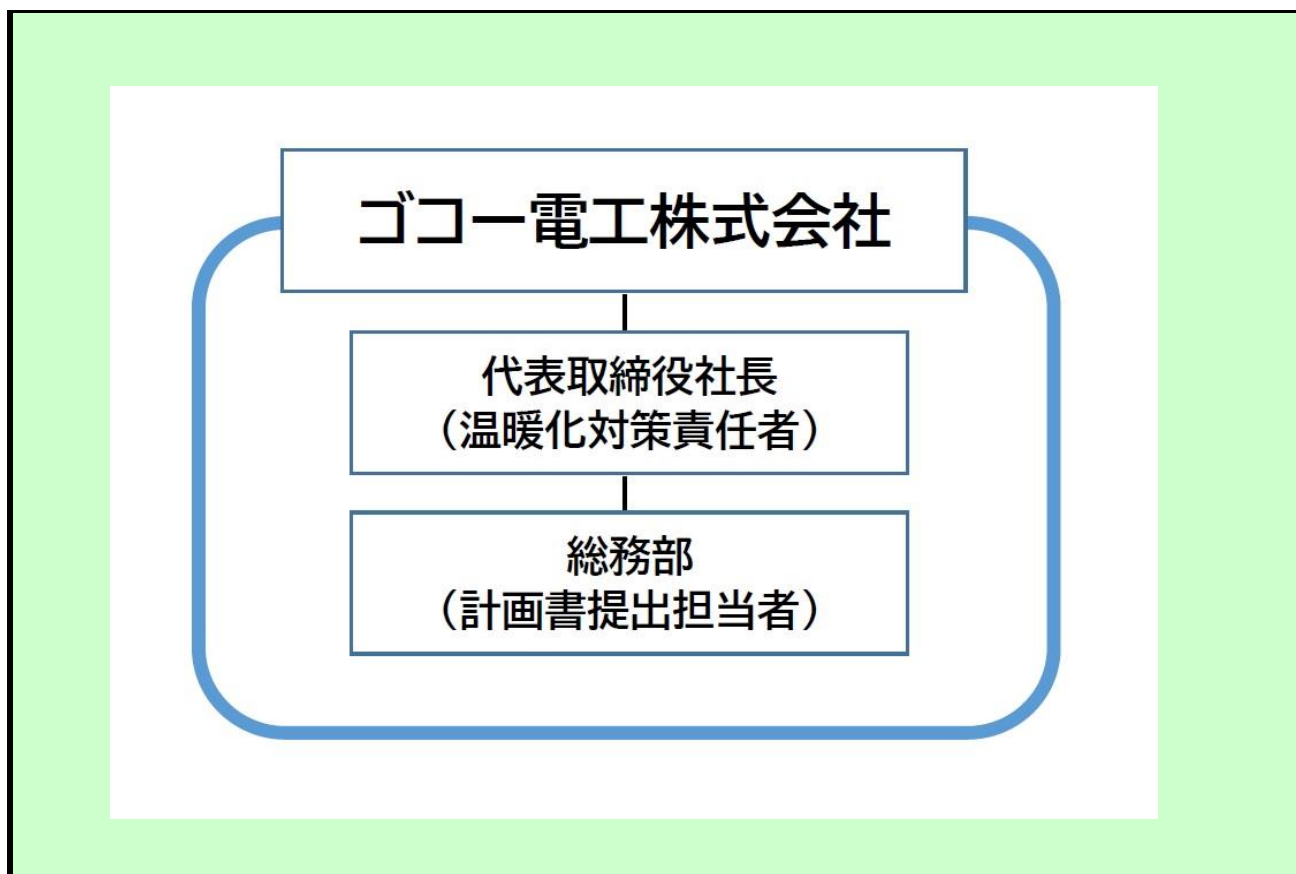 ゴコー電工株式会社
代表取締役社長
（温暖化対策責任者）
総務部
（計画書提出担当者）